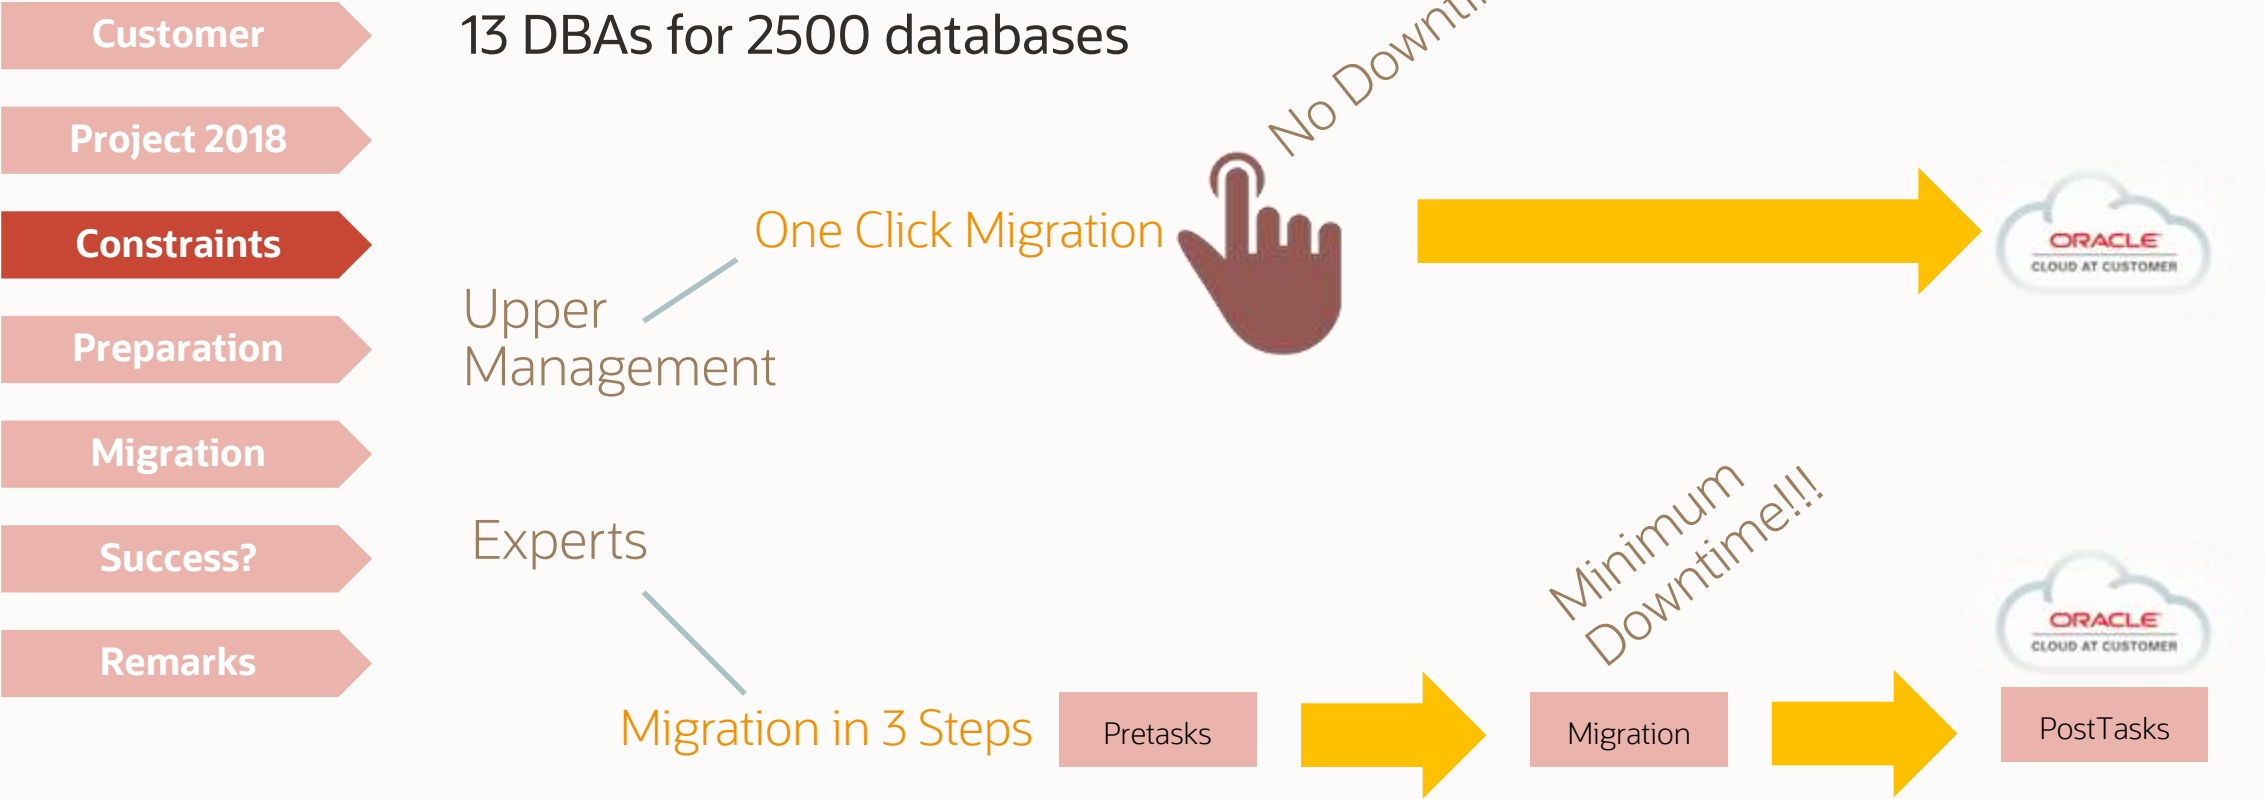 Customer
Project 2018
Constraints
Preparation
Migration
Success?
Remarks
13 DBAs for 2500 databases
No
One Click Migration
ORACLE
CLOUD AT CUSTOMER
Upper
Management
Experts
Minimum
Downtime!!!
ORACLE
CLOUD AT CUSTOMER
Migration in 3 Steps
Pretasks
Migration
PostTasks